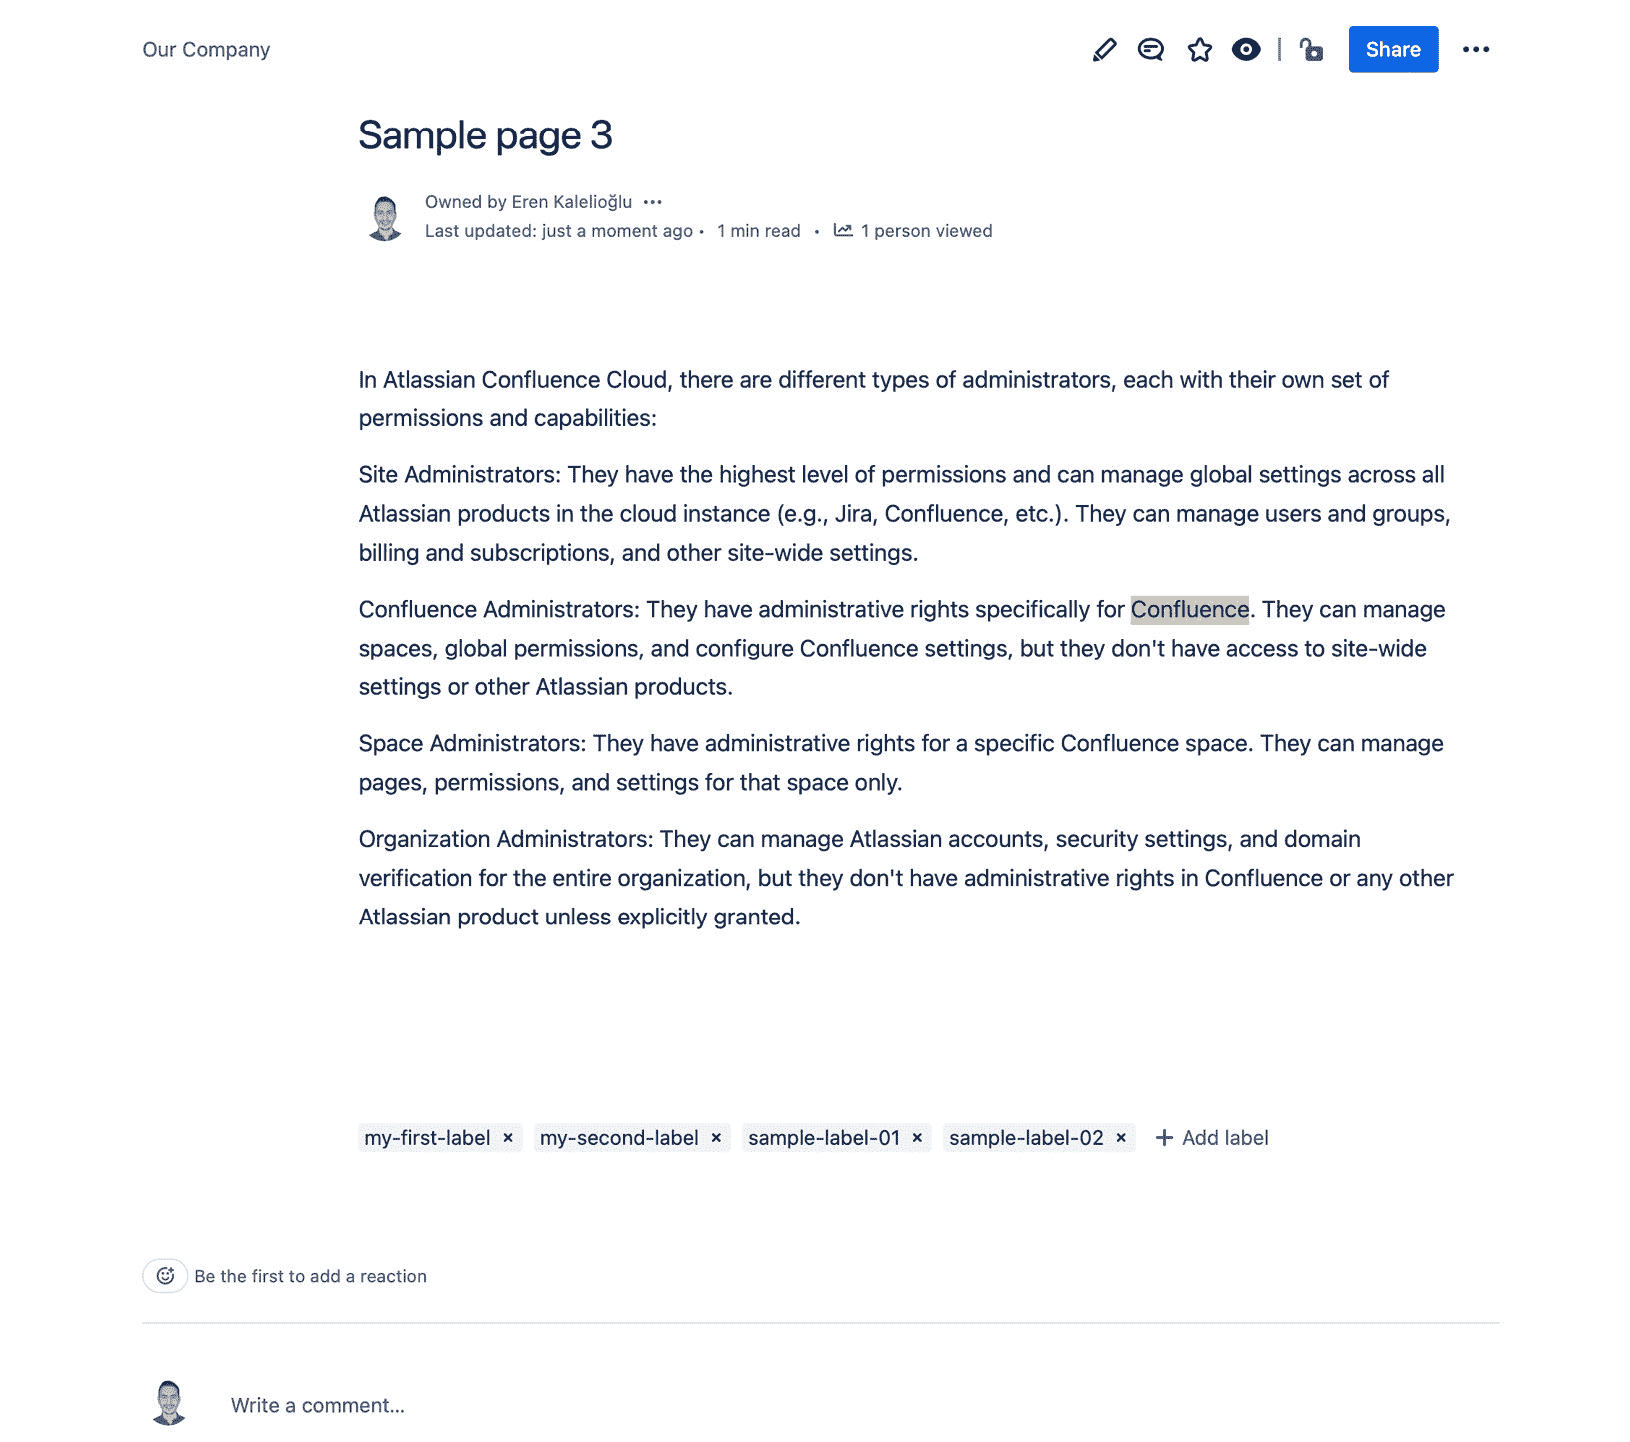 Our Company
Share
Sample page 3
Owned by Eren Kalelioğlu
Last updated: just a moment ago • 1 min read • 1 person viewed
In Atlassian Confluence Cloud, there are different types of administrators, each with their own set of
permissions and capabilities:
Site Administrators: They have the highest level of permissions and can manage global settings across all
Atlassian products in the cloud instance (e.g., Jira, Confluence, etc.). They can manage users and groups,
billing and subscriptions, and other site-wide settings.
Confluence Administrators: They have administrative rights specifically for Confluence. They can manage
spaces, global permissions, and configure Confluence settings, but they don't have access to site-wide
settings or other Atlassian products.
Space Administrators: They have administrative rights for a specific Confluence space. They can manage
pages, permissions, and settings for that space only.
Organization Administrators: They can manage Atlassian accounts, security settings, and domain
verification for the entire organization, but they don't have administrative rights in Confluence or any other
Atlassian product unless explicitly granted.
my-first-label × my-second-label × sample-label-01 × sample-label-02 × + Add label
Be the first to add a reaction
Write a comment...